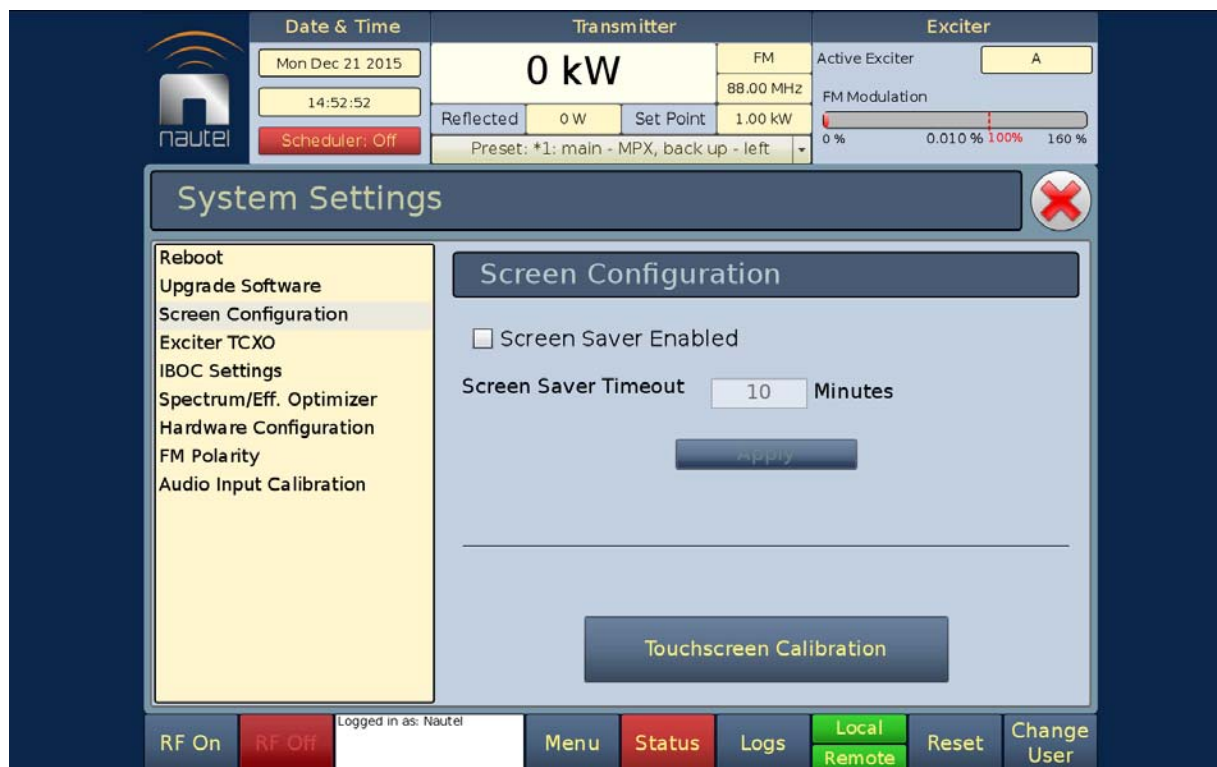 nautel
Date & Time
Mon Dec 21 2015
14:52:52
Scheduler: Off
Transmitter
0 kW
FM
88.00 MHz
Reflected
0 W
Set Point
1.00 kW
Preset: *1: main - MPX, back up - left
Exciter
Active Exciter
A
FM Modulation
0 %
0.010 %
100%
160 %
System Settings
Reboot
Upgrade Software
Screen Configuration
Exciter TCXO
IBOC Settings
Spectrum/Eff. Optimizer
Hardware Configuration
FM Polarity
Audio Input Calibration
Screen Configuration
Screen Saver Enabled
Screen Saver Timeout
10
Minutes
Apply
Touchscreen Calibration
RF On
RF Off
Logged in as: Nautel
Menu
Status
Logs
Local
Remote
Reset
Change
User